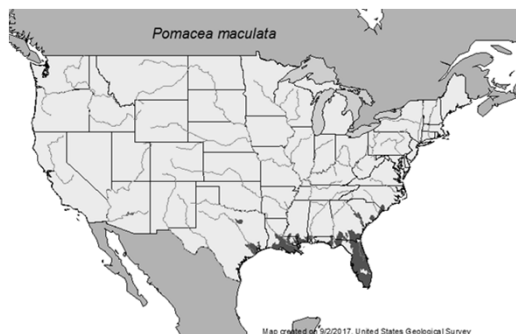 Pomacea maculata
Map created on 9/2/2017. United States Geological Survey